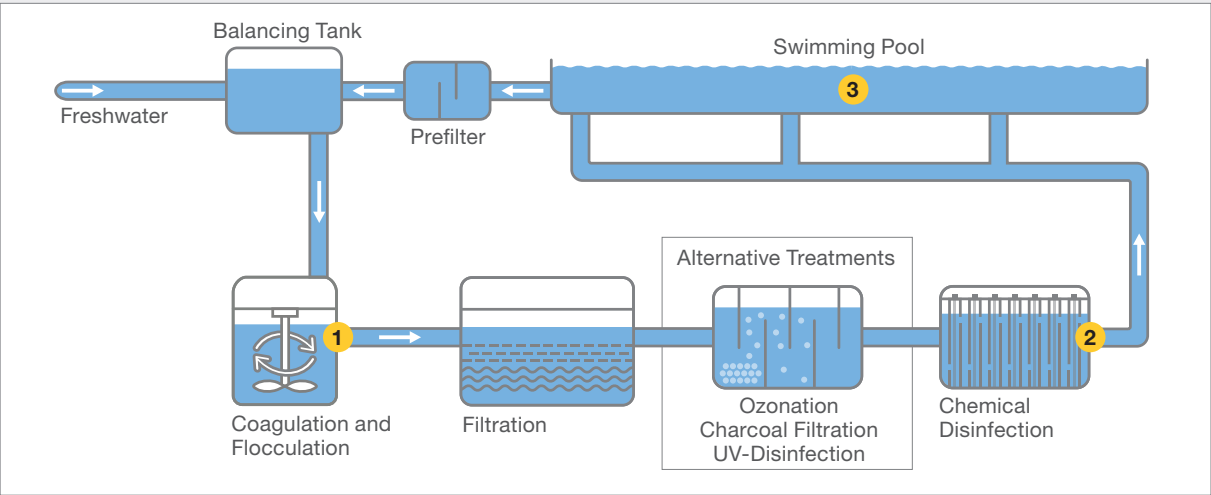 Balancing Tank
Swimming Pool
3
Freshwater
Prefilter
Alternative Treatments
1
2
Coagulation and
Flocculation
Filtration
Ozonation
Charcoal Filtration
UV-Disinfection
Chemical
Disinfection